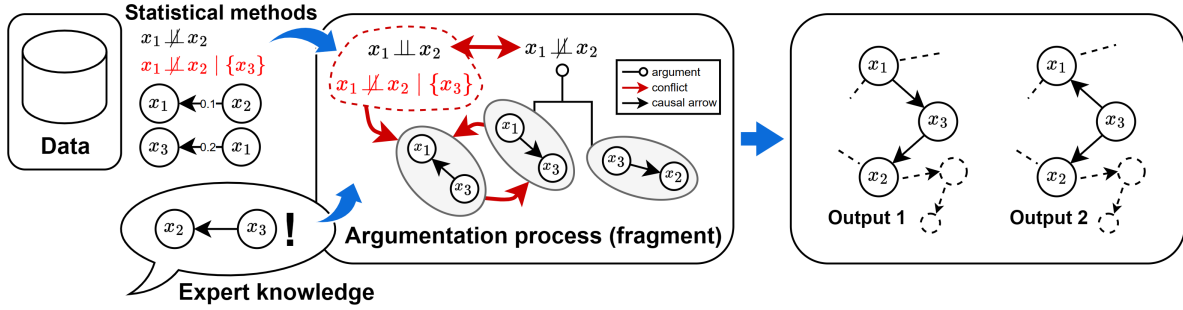 Statistical methods
x₁ ⫫̸ x₂
x₁ ⫫̸ x₂ | {x₃}
x₁ 0.1 x₂
x₃ 0.2 x₁
Data
x₂ x₃ !
Expert knowledge
x₁ ⫫ x₂
x₁ ⫫̸ x₂
x₁ ⫫̸ x₂ | {x₃}
argument
conflict
causal arrow
x₁
x₃
x₁
x₃
x₃
x₂
Argumentation process (fragment)
x₁
x₃
x₂
Output 1
x₁
x₃
x₂
Output 2